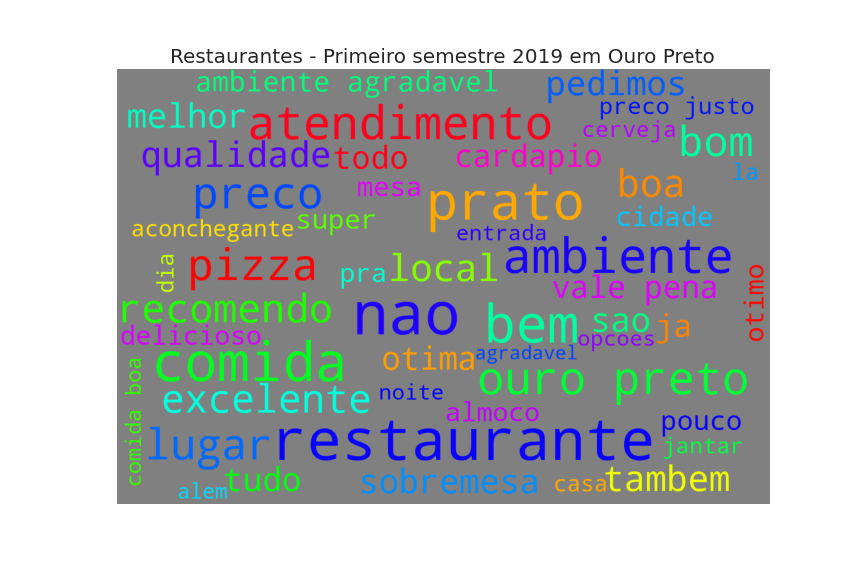 Restaurantes - Primeiro semestre 2019 em Ouro Preto
ambiente agradavel
pedimos
melhor
atendimento
preco justo
cerveja
bom
qualidade
todo
cardapio
la
preco
mesa
prato
boa
cidade
aconchegante
super
entrada
dia
pizza
pra
local
ambiente
vale pena
otimo
recomendo
nao
bem
sao
ja
delicioso
opcoes
comida
otima
agradavel
ouro preto
comida boa
excelente
noite
almoco
pouco
lugar
restaurante
jantar
alem
tudo
sobremesa
casa
tambem